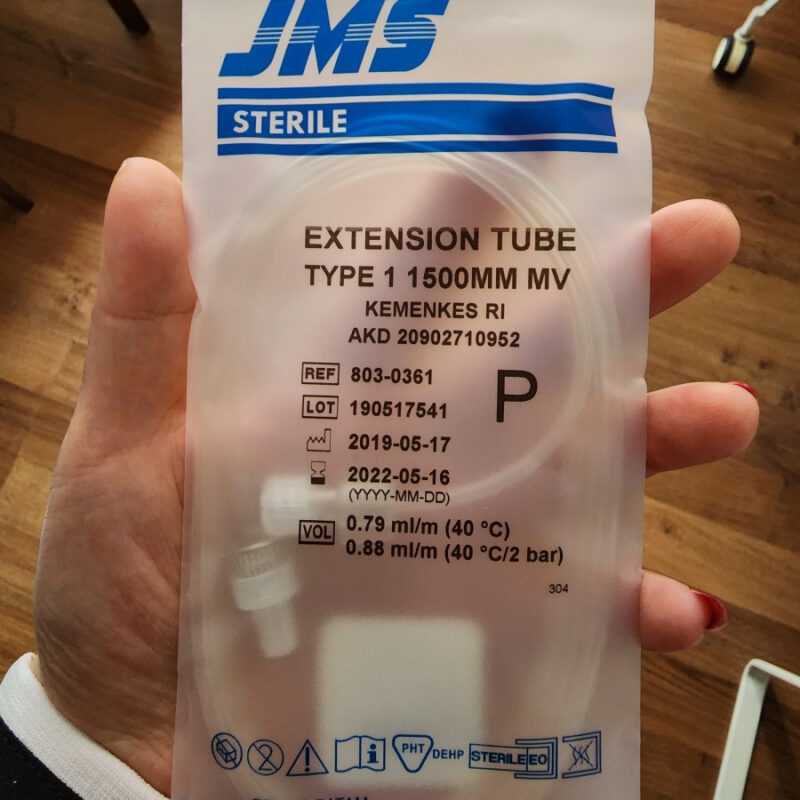 JMS
STERILE
EXTENSION TUBE
TYPE 1 1500MM MV
KEMENKES RI
AKD 20902710952
REF 803-0361
P
LOT 190517541
2019-05-17
2022-05-16
(YYYY-MM-DD)
VOL 0.79 ml/m (40 °C)
0.88 ml/m (40 °C/2 bar)
304
2
i
PHT
DEHP
STERILE EO